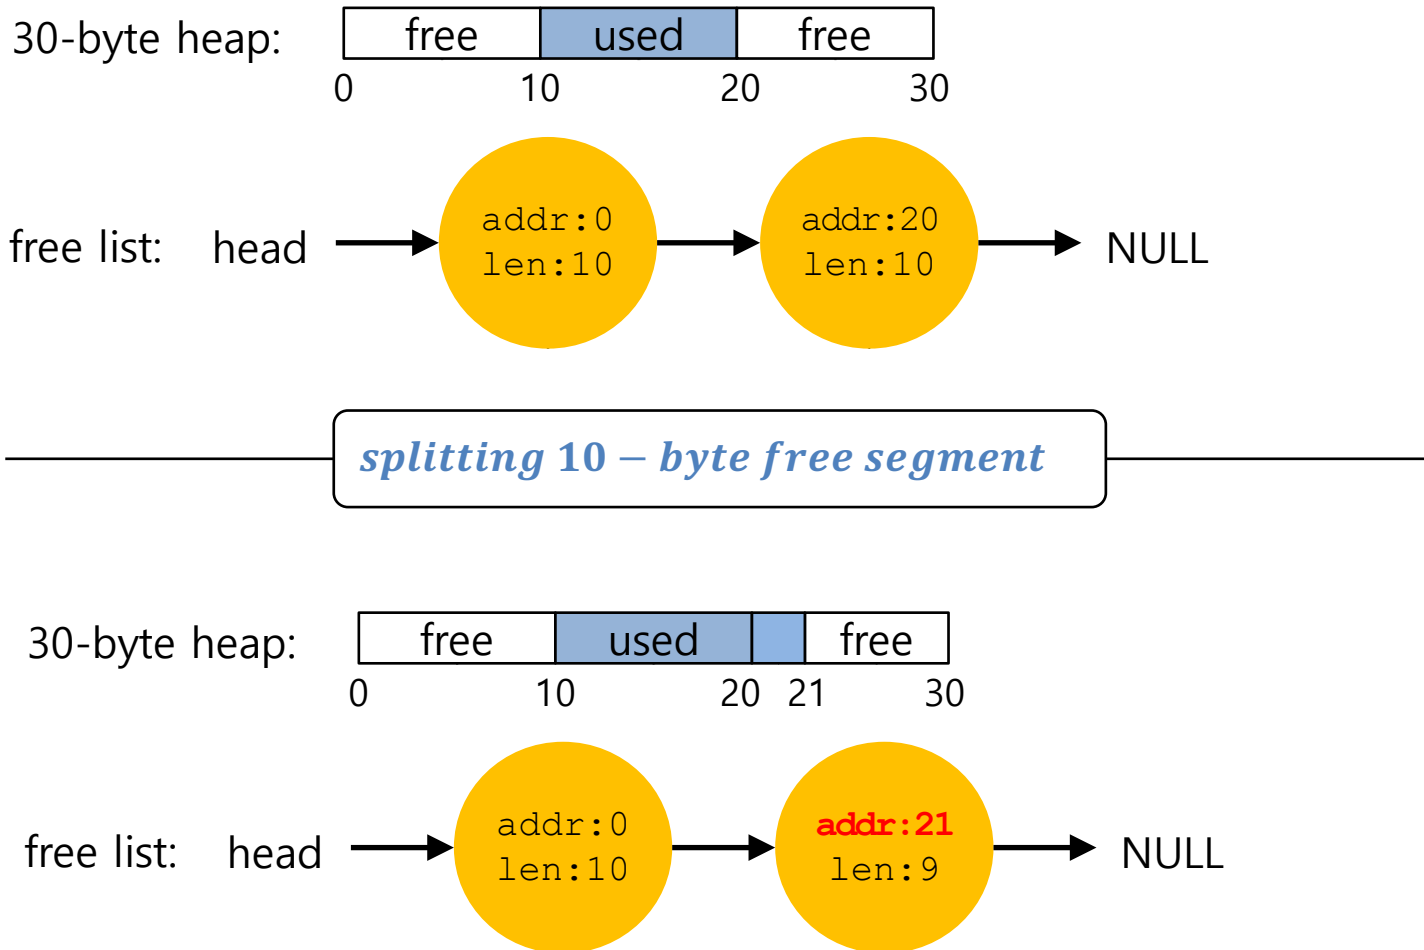 30-byte heap: free used free
0 10 20 30
addr:0 addr:20
free list: head len:10 len:10 NULL
splitting 10 − byte free segment
30-byte heap: free used free
0 10 20 21 30
addr:0 addr:21
free list: head len:10 len:9 NULL